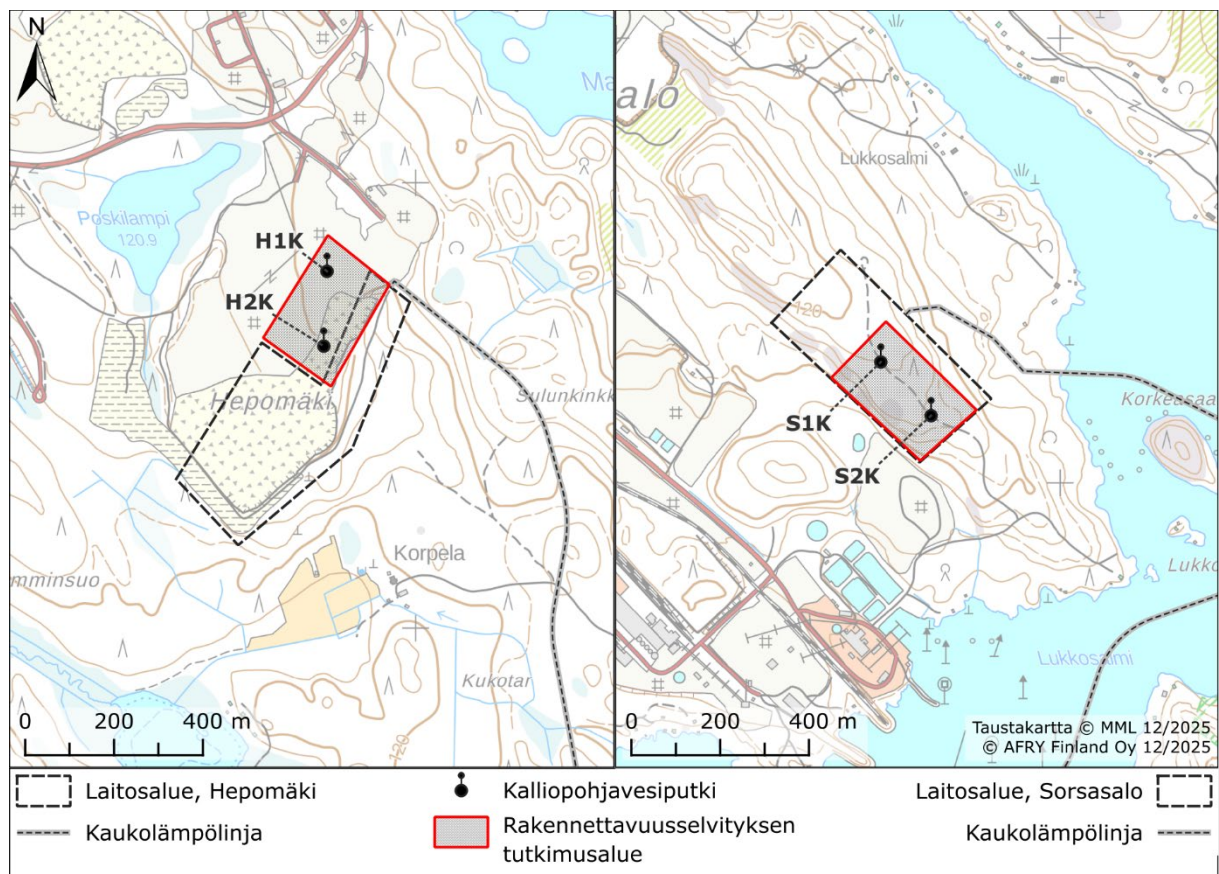 N
Ma
Poskilampi
120.9
H1K
H2K
Hepomäki
Sulunkinkk
Korpela
mminsuo
Kukotar
120
0 200 400 m
alo
Lukkosalmi
120
S1K
S2K
Korkeasaa
Lukko
Lukkosalmi
0 200 400 m
Taustakartta © MML 12/2025
© AFRY Finland Oy 12/2025
Laitosalue, Hepomäki
Kaukolämpölinja
Kalliopohjavesiputki
Rakennettavuusselvityksen
tutkimusalue
Laitosalue, Sorsasalo
Kaukolämpölinja